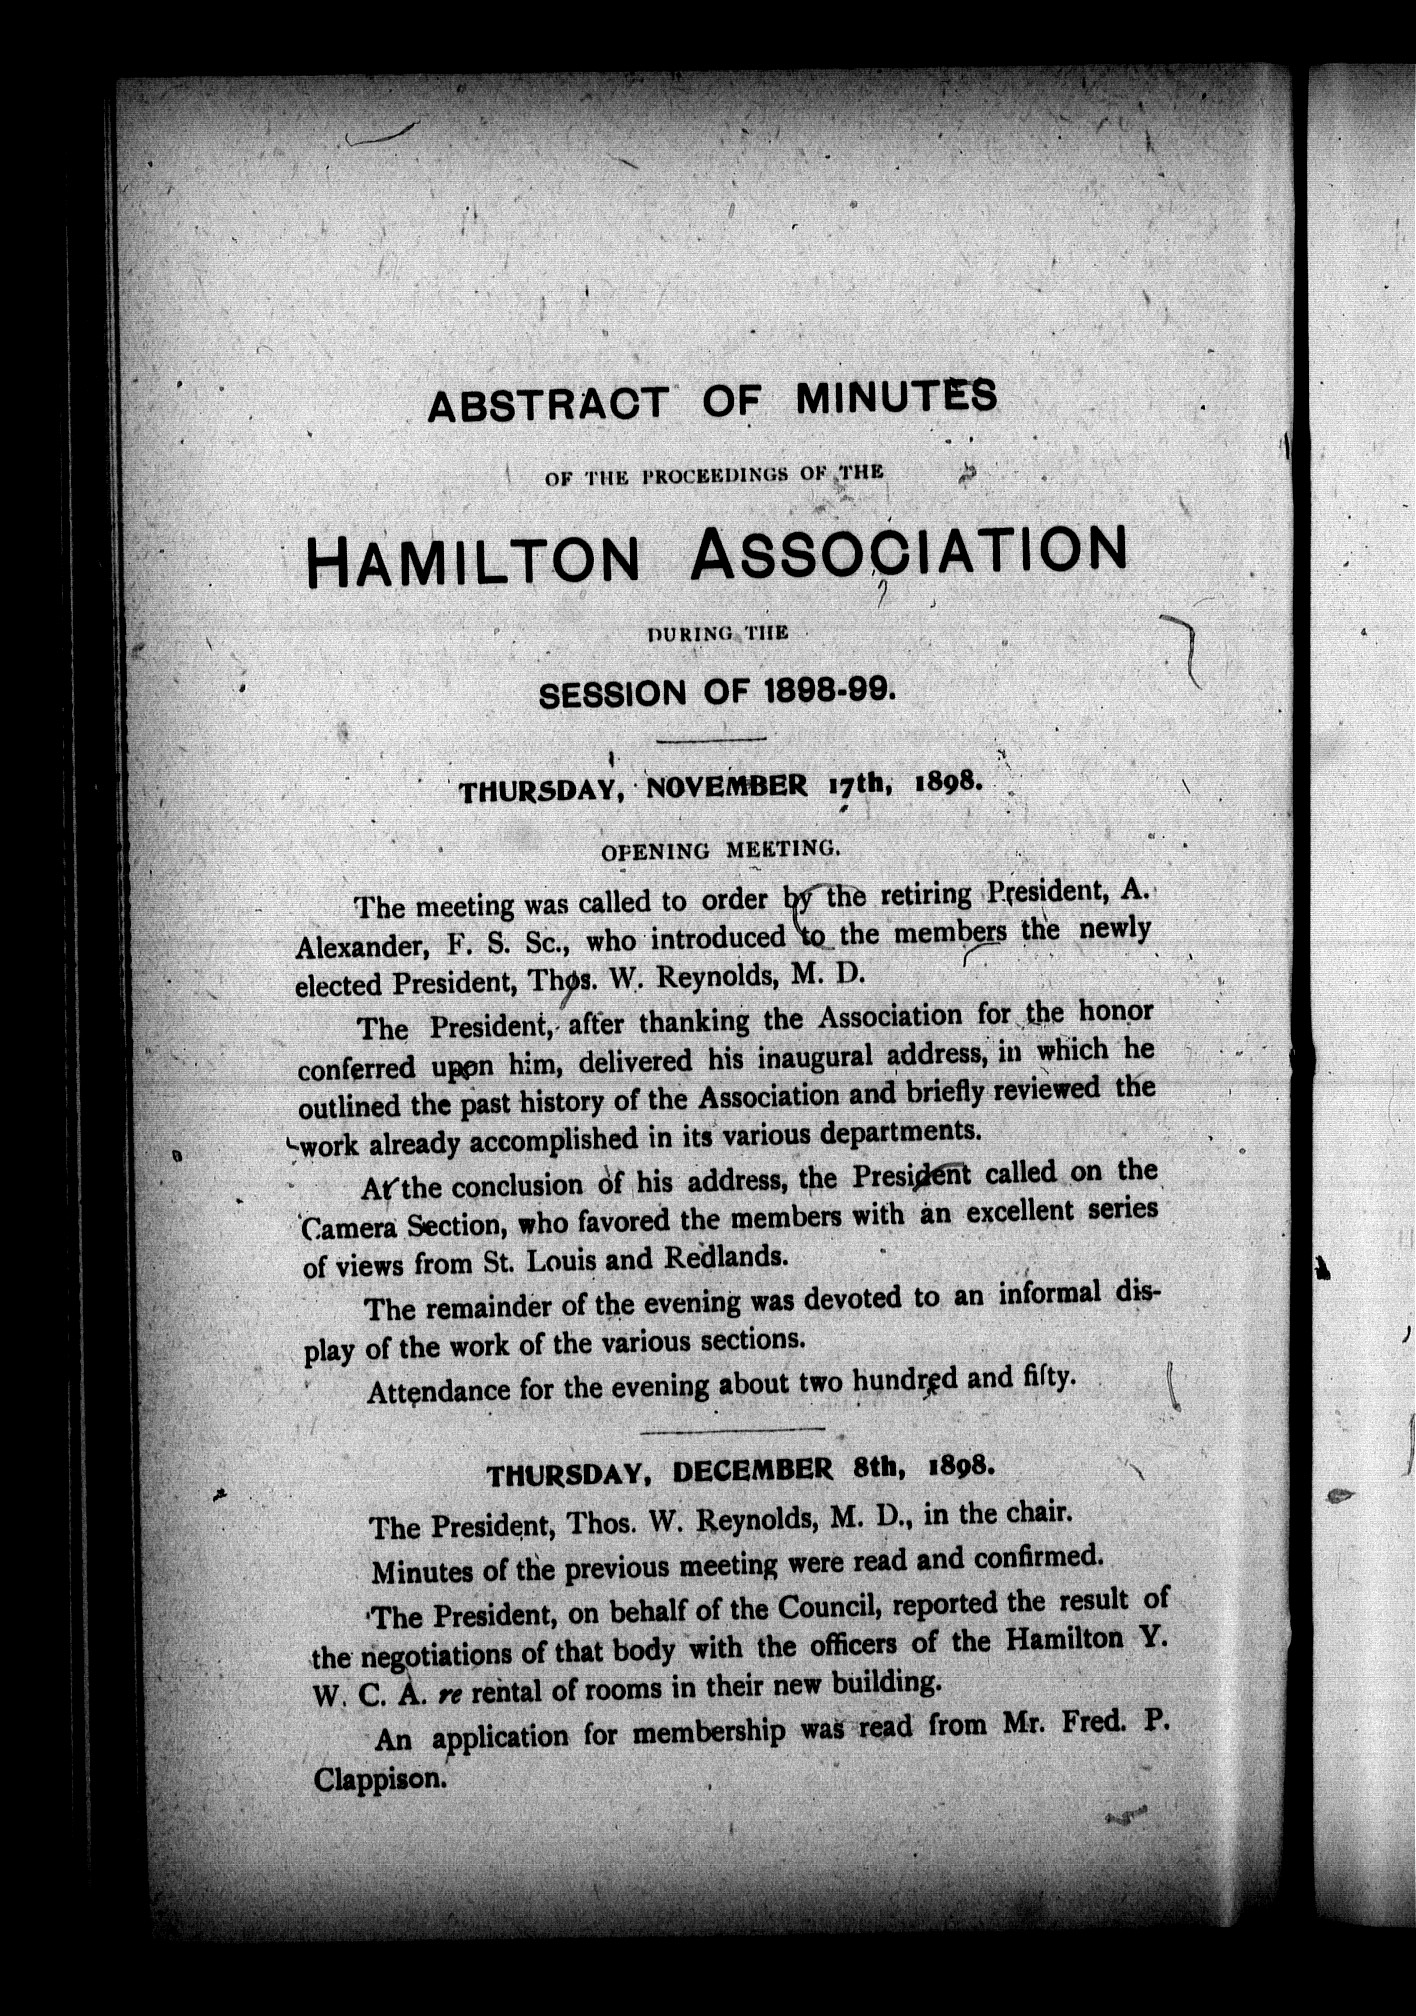 ABSTRACT OF MINUTES
OF THE PROCEEDINGS OF THE
HAMILTON ASSOCIATION
DURING THE
SESSION OF 1898-99.
THURSDAY, NOVEMBER 17th, 1898.
OPENING MEETING.
The meeting was called to order by the retiring President, A.
Alexander, F. S. Sc., who introduced to the members the newly
elected President, Thos. W. Reynolds, M. D.
The President, after thanking the Association for the honor
conferred upon him, delivered his inaugural address, in which he
outlined the past history of the Association and briefly reviewed the
work already accomplished in its various departments.
At the conclusion of his address, the President called on the
Camera Section, who favored the members with an excellent series
of views from St. Louis and Redlands.
The remainder of the evening was devoted to an informal dis-
play of the work of the various sections.
Attendance for the evening about two hundred and fifty.
THURSDAY, DECEMBER 8th, 1898.
The President, Thos. W. Reynolds, M. D., in the chair.
Minutes of the previous meeting were read and confirmed.
The President, on behalf of the Council, reported the result of
the negotiations of that body with the officers of the Hamilton Y.
W. C. A. re rental of rooms in their new building.
An application for membership was read from Mr. Fred. P.
Clappison.